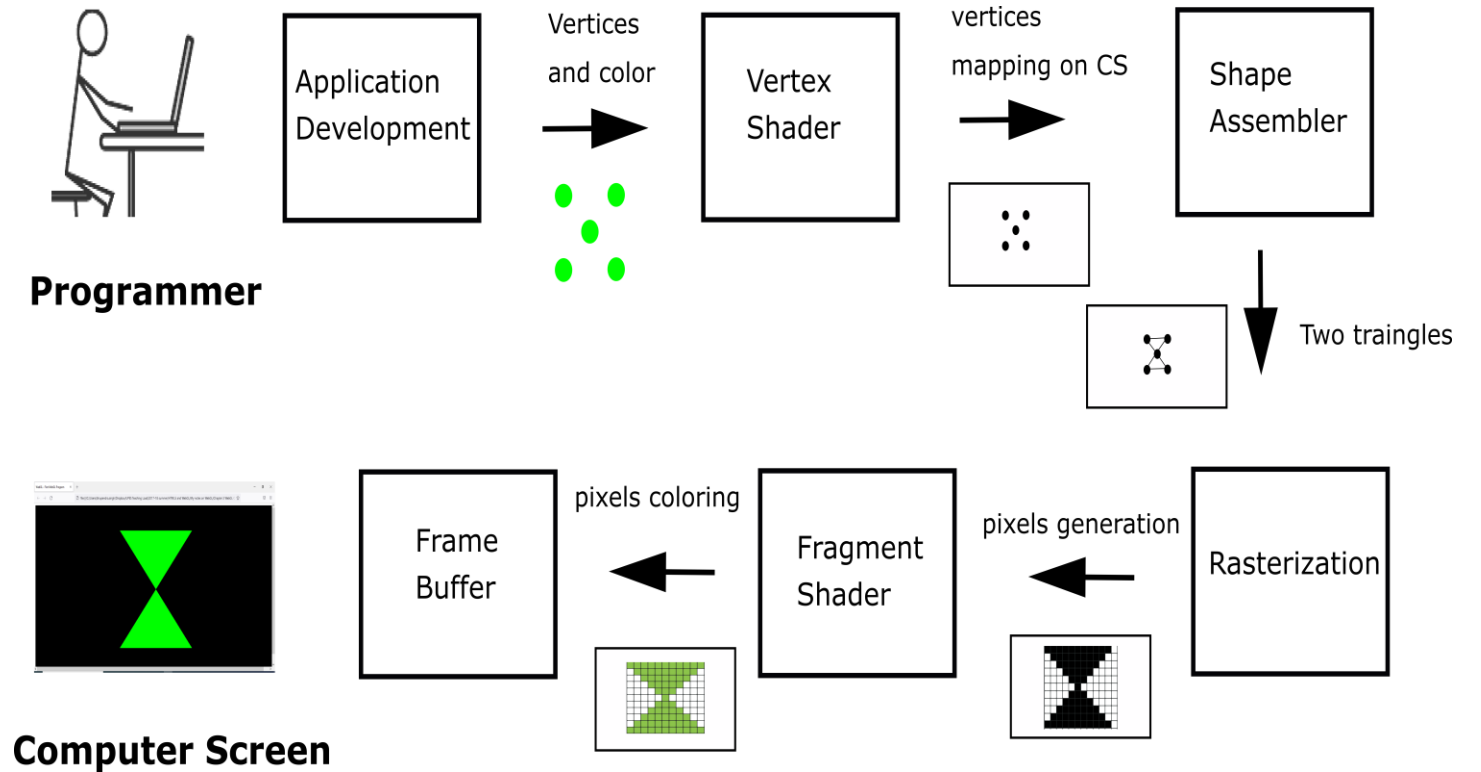 Application
Development
Vertices
and color
Vertex
Shader
vertices
mapping on CS
Shape
Assembler
Programmer
Two traingles
Frame
Buffer
pixels coloring
Fragment
Shader
pixels generation
Rasterization
Computer Screen